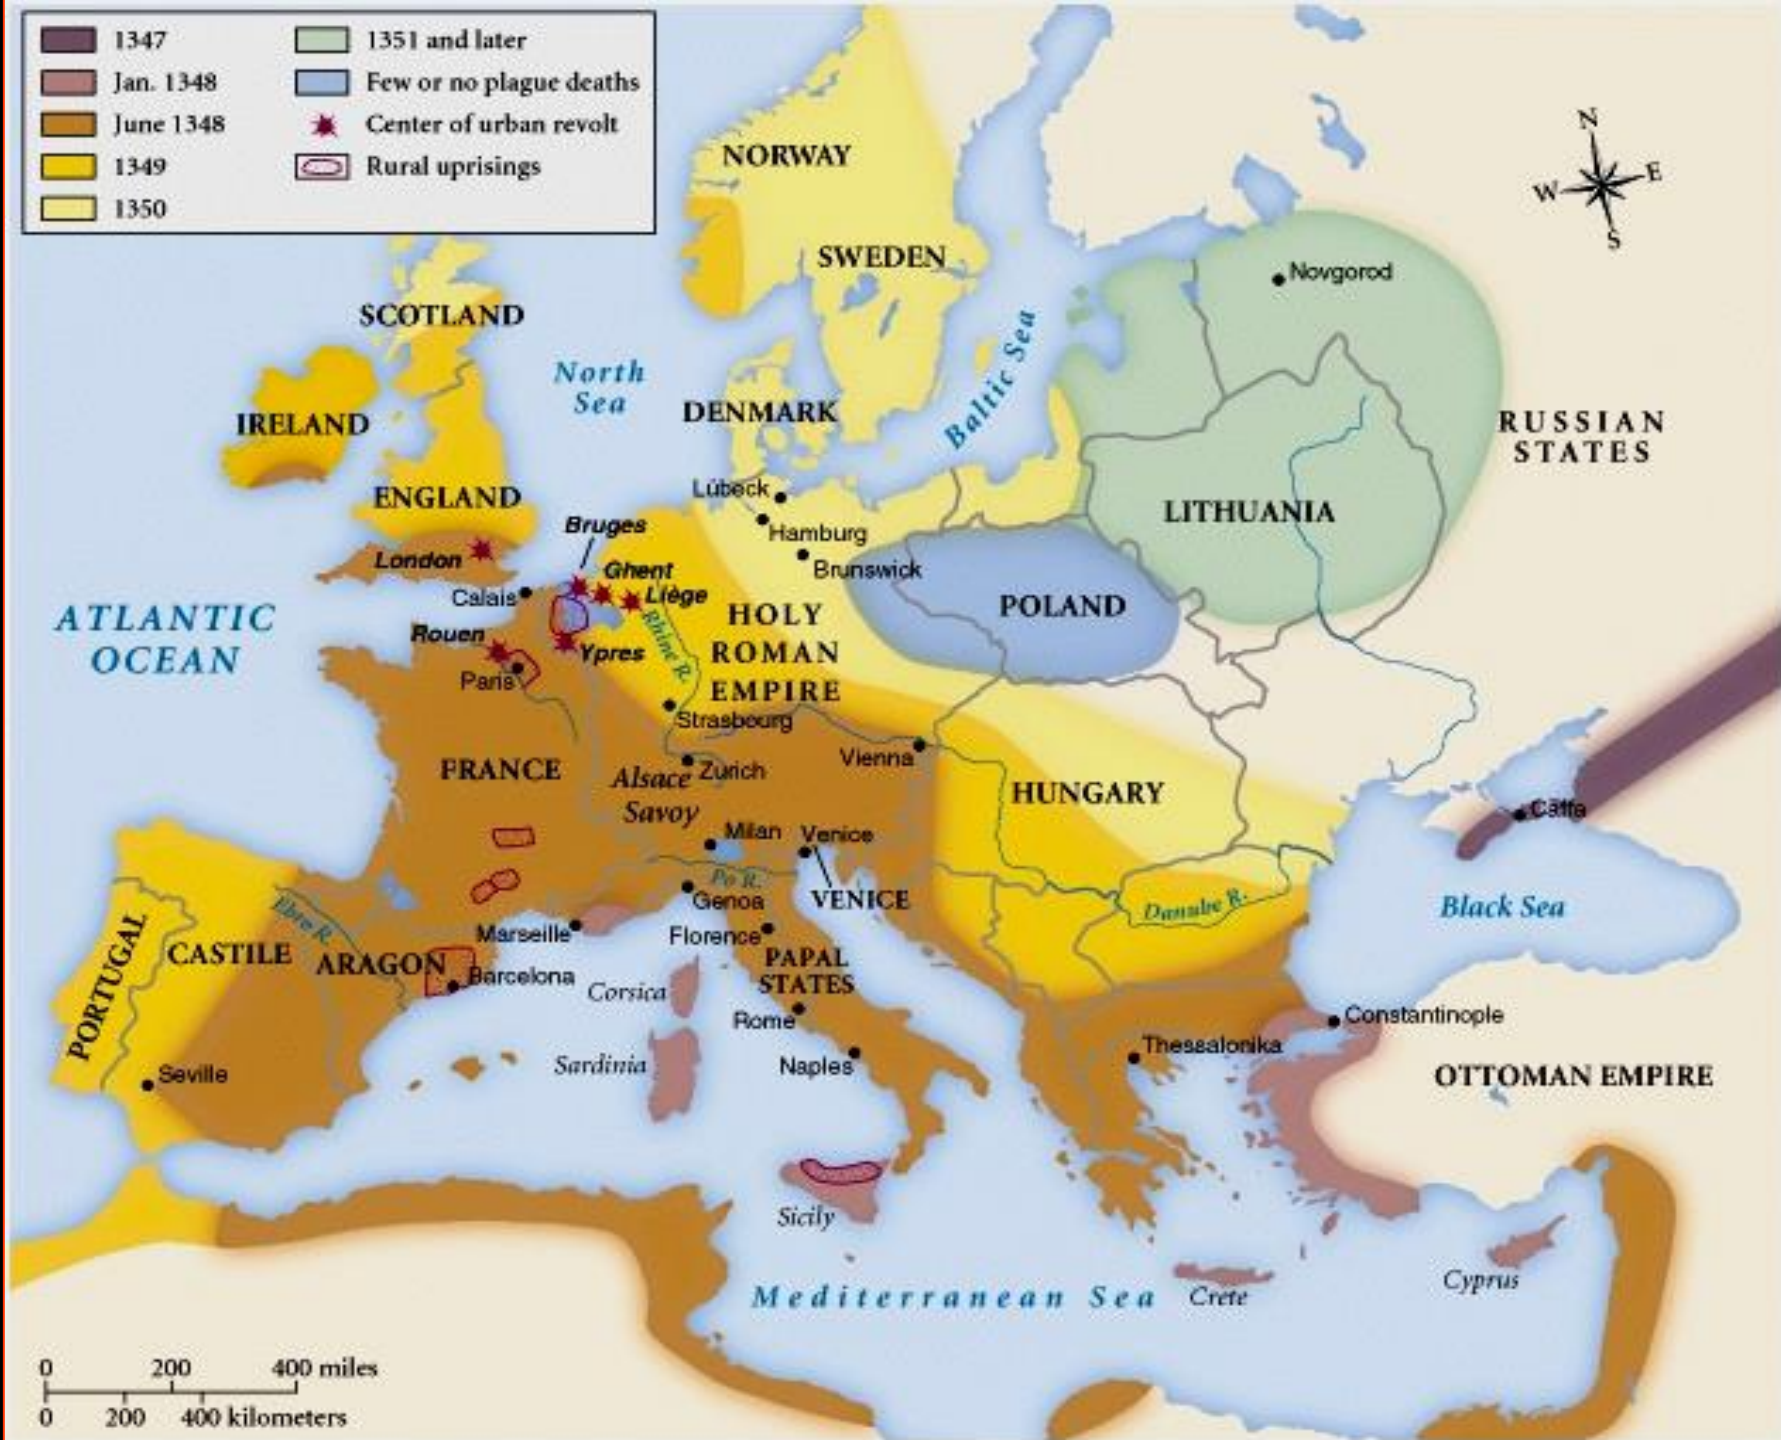 1347
Jan. 1348
June 1348
1349
1350
1351 and later
Few or no plague deaths
Center of urban revolt
Rural uprisings
N
W
E
S
NORWAY
SWEDEN
Novgorod
SCOTLAND
North
Sea
Baltic Sea
IRELAND
DENMARK
RUSSIAN
STATES
ENGLAND
Lübeck
LITHUANIA
Bruges
Hamburg
London
Ghent
Brunswick
Calais
Liège
POLAND
ATLANTIC
OCEAN
HOLY
ROMAN
EMPIRE
Rhine R.
Rouen
Ypres
Paris
Strasbourg
Vienna
FRANCE
Alsace
Zurich
Savoy
HUNGARY
Caffa
Milan
Venice
Po R.
Genoa
VENICE
Ebre R.
Danube R.
Black Sea
PORTUGAL
CASTILE
ARAGON
Marseille
Florence
PAPAL
STATES
Barcelona
Corsica
Rome
Constantinople
Thessalonika
Sardinia
Naples
Seville
OTTOMAN EMPIRE
Sicily
Mediterranean Sea
Crete
Cyprus
0 200 400 miles
0 200 400 kilometers